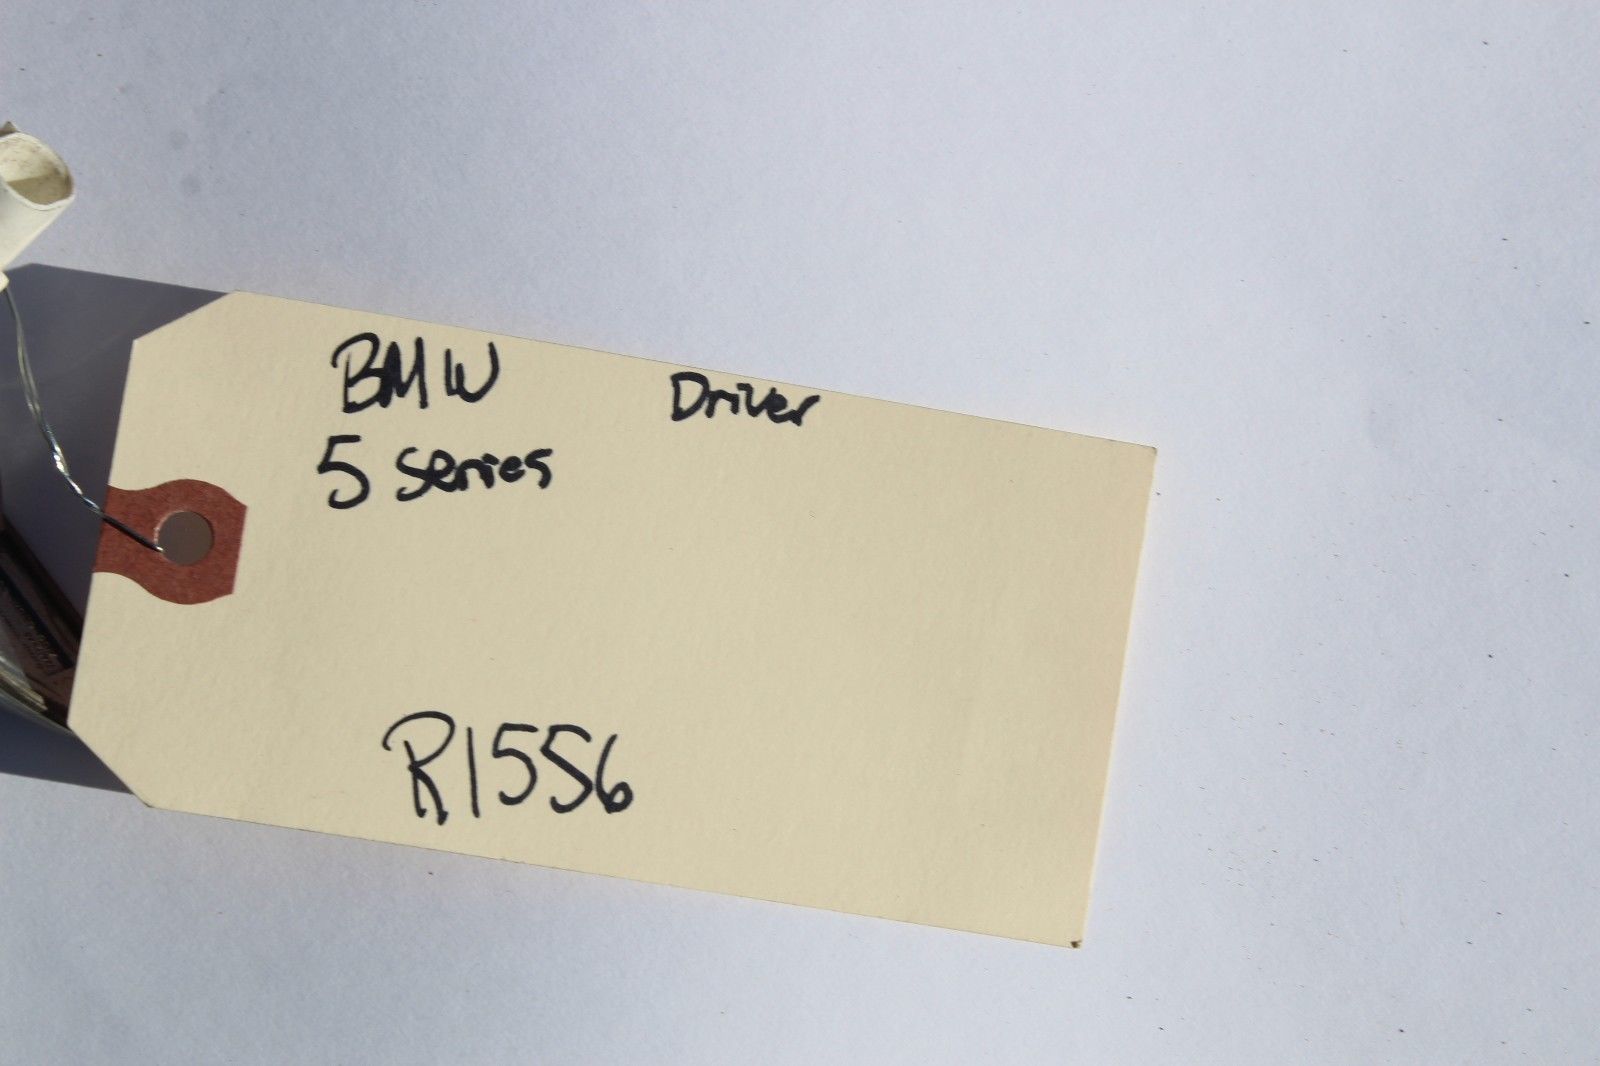 BMW Driver
5 series
R1556